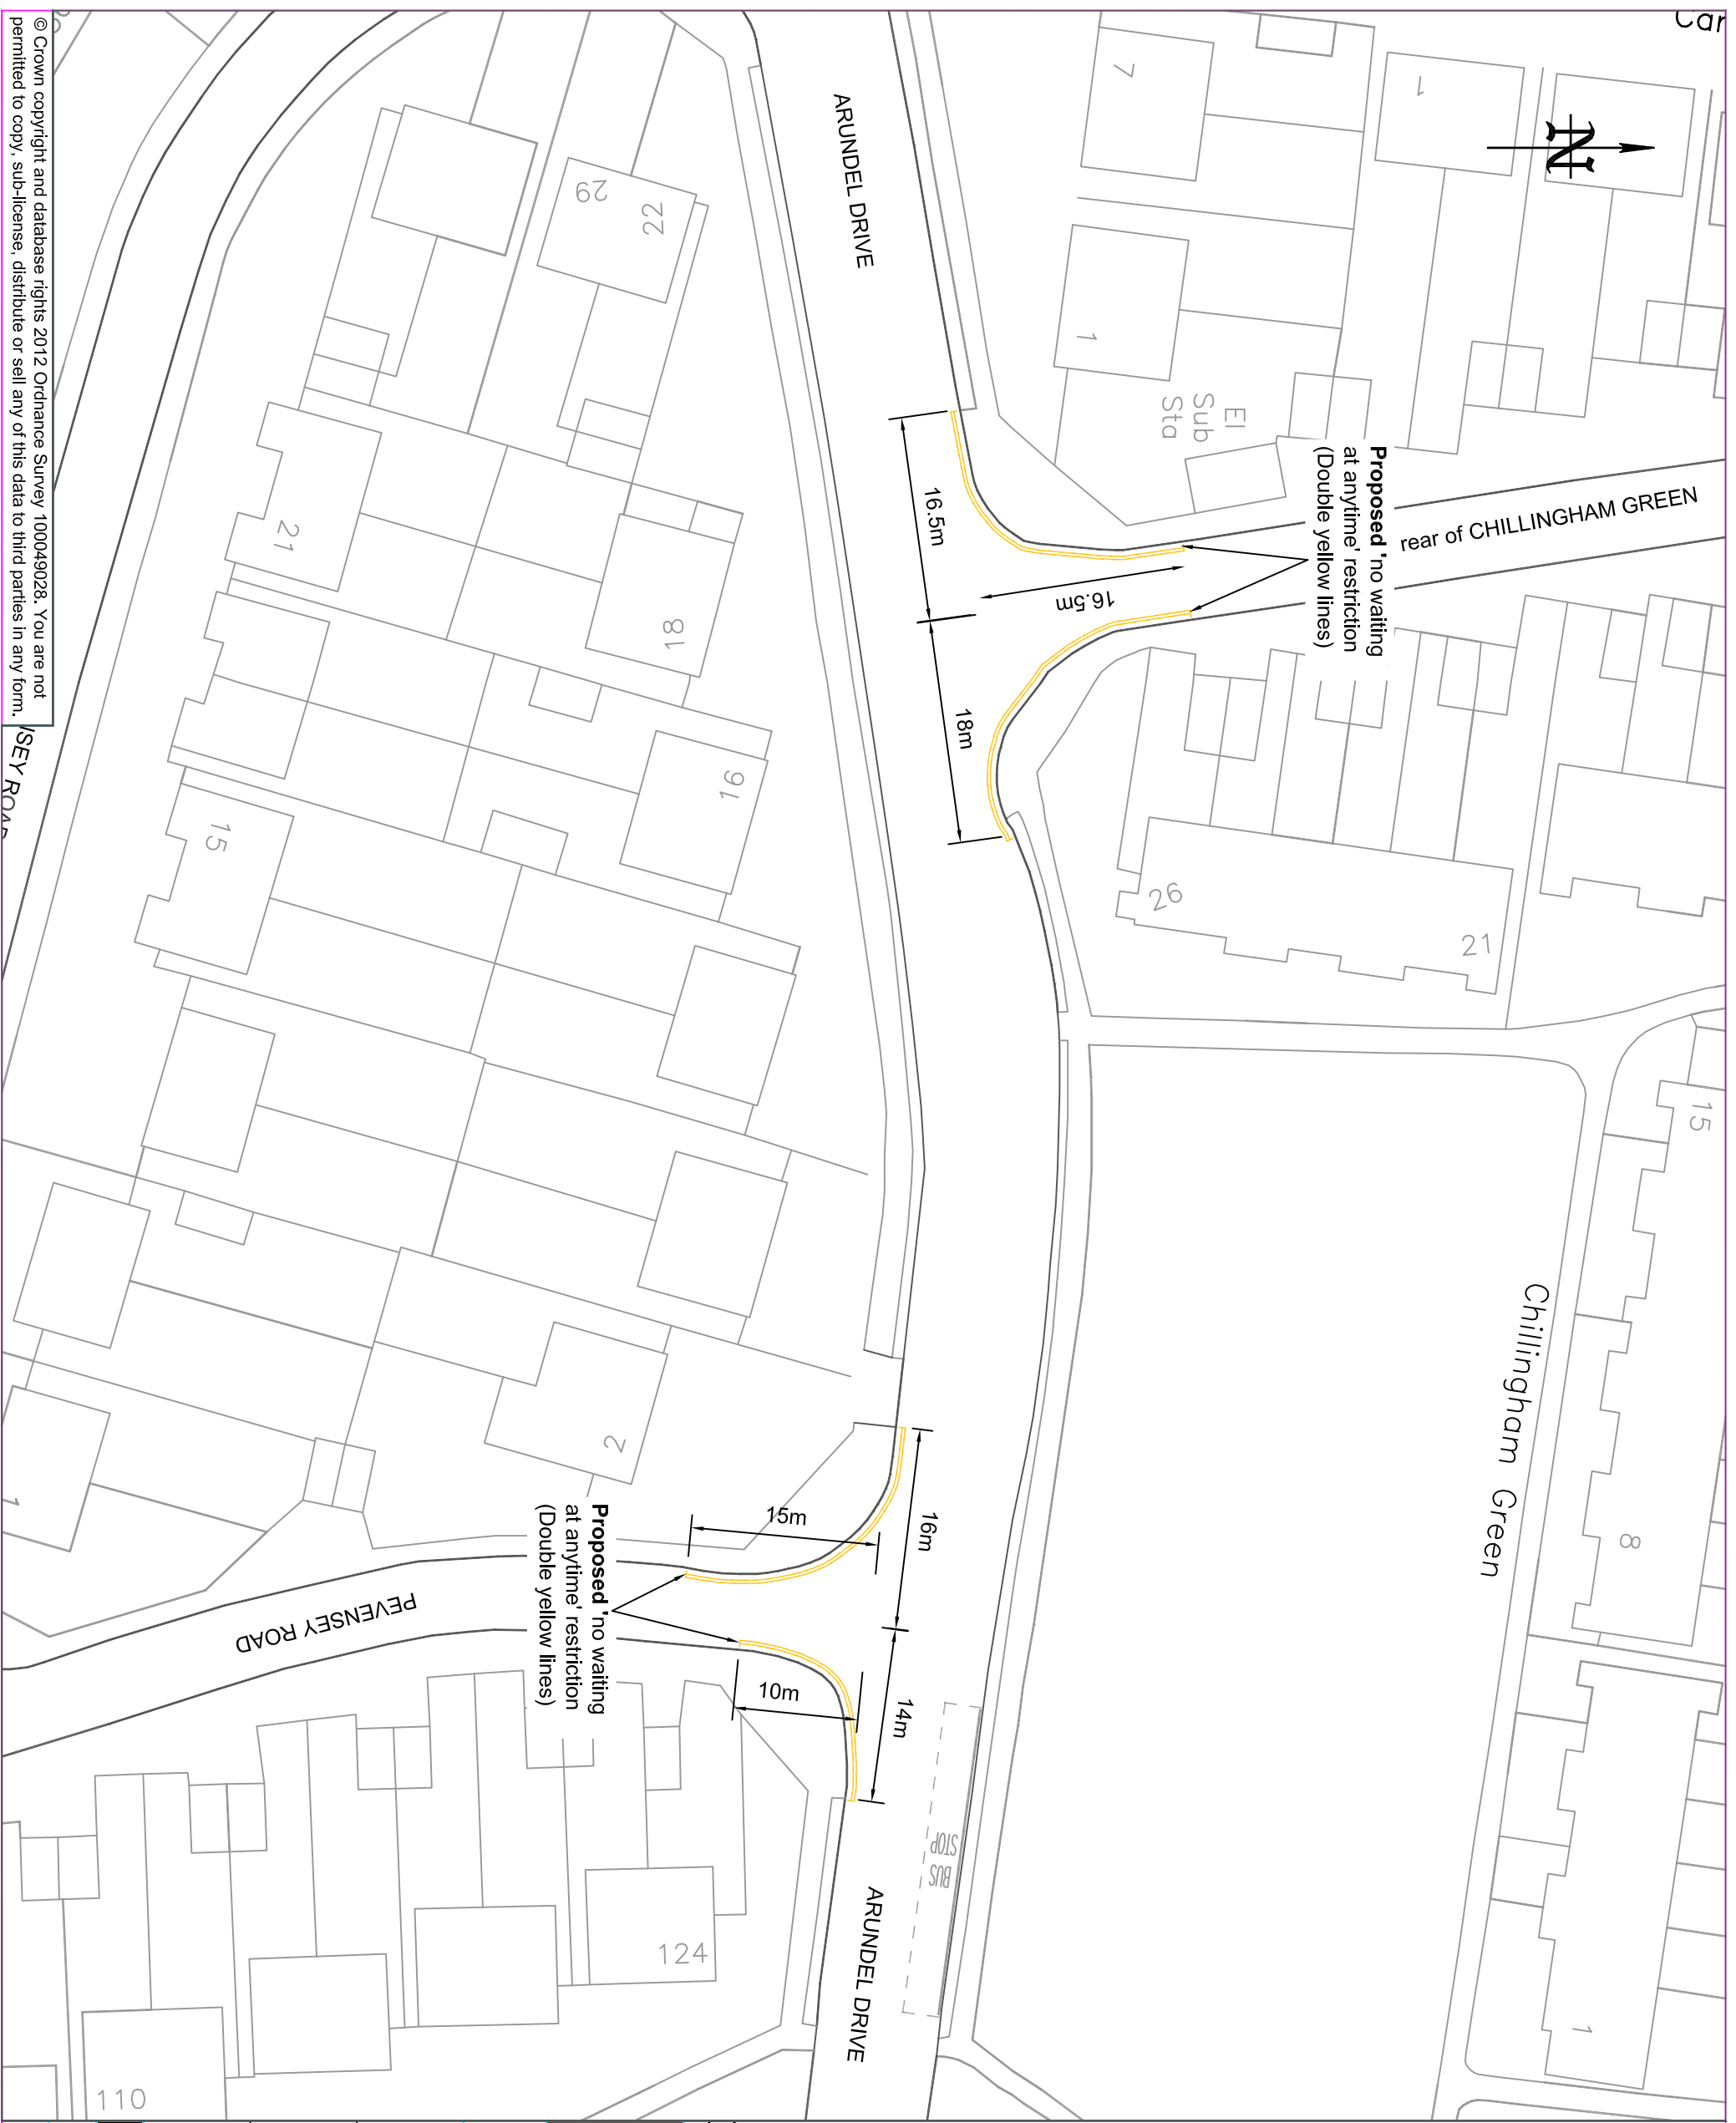 Car
N
7
1
1
El
Sub
Sta
ARUNDEL DRIVE
29
22
Proposed 'no waiting
at anytime' restriction
(Double yellow lines)
rear of CHILLINGHAM GREEN
16.5m
16.5m
18m
21
18
16
15
26
21
15
Chillingham Green
8
1
2
1
16m
15m
14m
10m
Proposed 'no waiting
at anytime' restriction
(Double yellow lines)
PEVENSEY ROAD
BUS
STOP
ARUNDEL DRIVE
124
110
© Crown copyright and database rights 2012 Ordnance Survey 100049028. You are not
permitted to copy, sub-license, distribute or sell any of this data to third parties in any form.